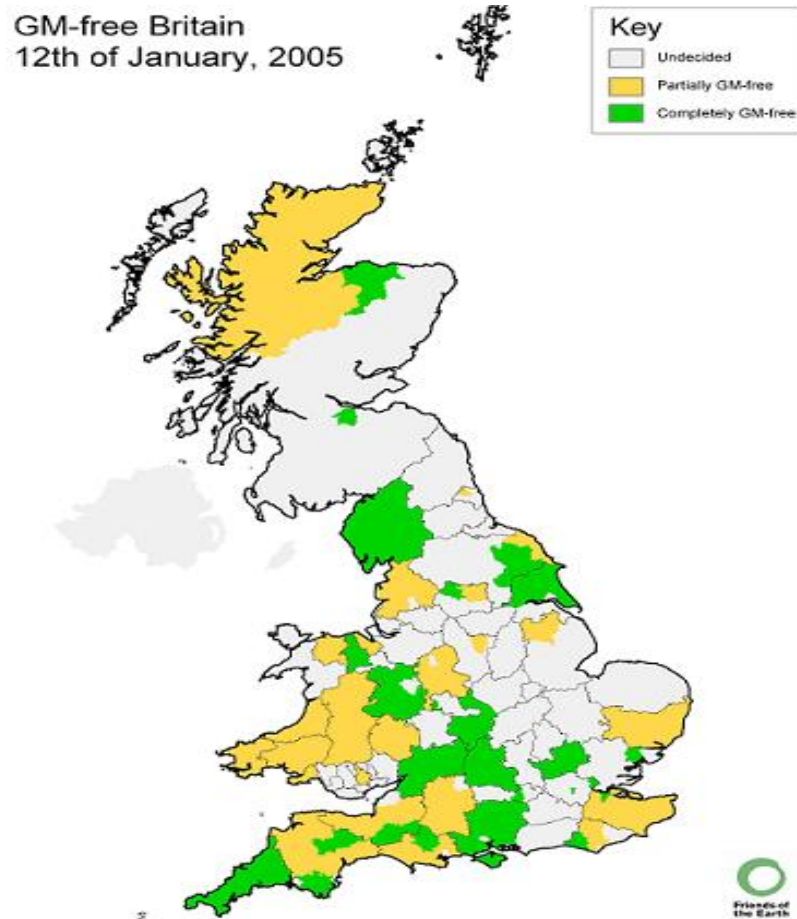 GM-free Britain
12th of January, 2005
Key
Undecided
Partially GM-free
Completely GM-free
Friends of
the Earth